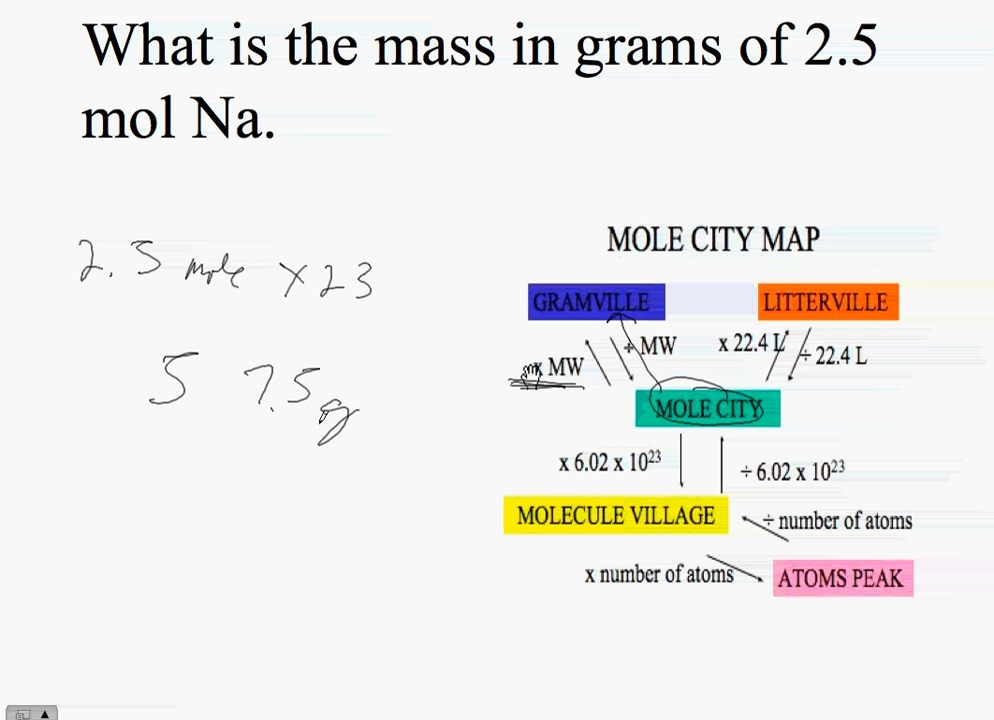 What is the mass in grams of 2.5
mol Na.
2.5 mole x 23
57.5g
MOLE CITY MAP
GRAMVILLE
LITTERVILLE
÷ MW
x 22.4 L
÷ 22.4 L
x MW
MOLE CITY
x 6.02 x 10²³
÷ 6.02 x 10²³
MOLECULE VILLAGE
÷ number of atoms
x number of atoms
ATOMS PEAK